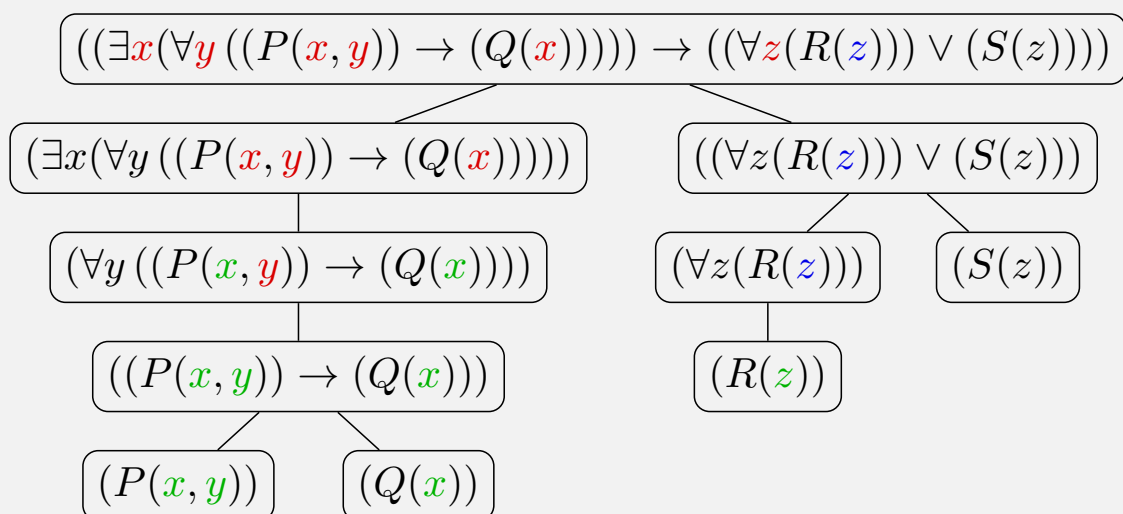 ((∃x(∀y ((P(x, y)) → (Q(x))))) → ((∀z(R(z))) ∨ (S(z))))
(∃x(∀y ((P(x, y)) → (Q(x)))))
((∀z(R(z))) ∨ (S(z)))
(∀y ((P(x, y)) → (Q(x))))
(∀z(R(z)))
(S(z))
((P(x, y)) → (Q(x)))
(R(z))
(P(x, y))
(Q(x))